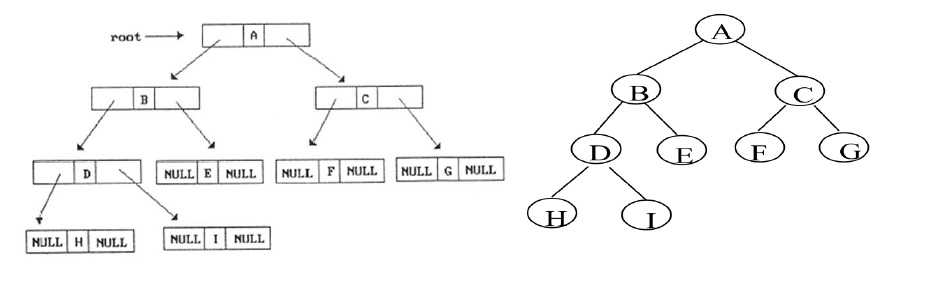 root A
B C
D NULL E NULL NULL F NULL NULL G NULL
NULL H NULL NULL I NULL
A
B C
D E F G
H I